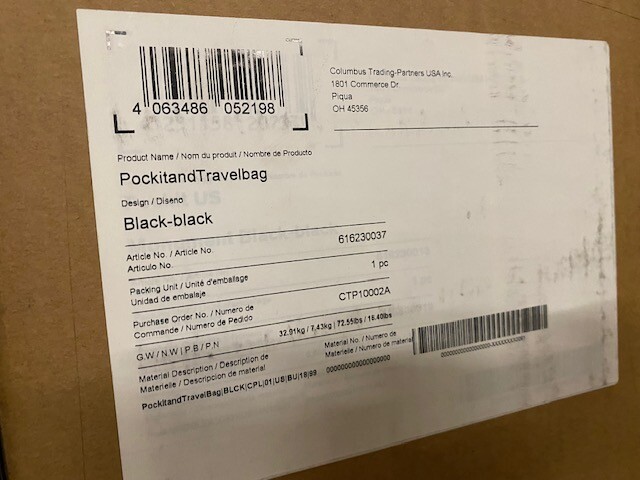 4 063486 052198
Columbus Trading-Partners USA Inc.
1801 Commerce Dr.
Piqua
OH 45356
Product Name / Nom du produit / Nombre de Producto
PockitandTravelbag
Design / Diseno
Black-black
Article No. / Article No.
Articulo No.
616230037
Packing Unit / Unité d'emballage
Unidad de embalaje
1 pc
Purchase Order No. / Numero de
Commande / Numero de Pedido
CTP10002A
G.W / N.W | P.B / P.N
32.91kg / 7.43kg | 72.55lbs / 16.40lbs
Material Description / Description de
Materielle / Descripcion de material
PockitandTravelBag|BLCK|CPL|01|US|BU|18|99
Material No. / Numero de
Materielle / Numero de material